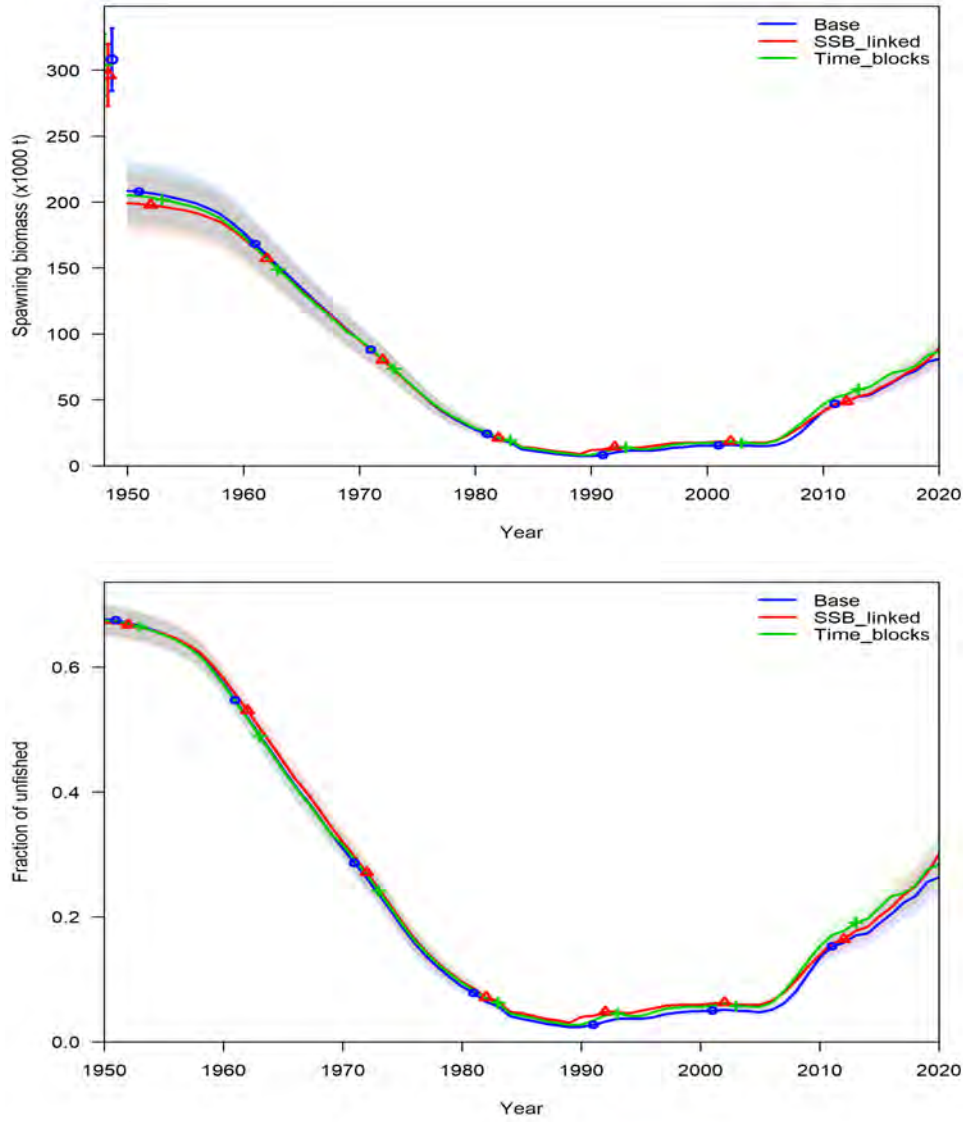 Base
SSB_linked
Time_blocks
300
250
200
150
100
50
0
Spawning biomass (x1000 t)
1950 1960 1970 1980 1990 2000 2010 2020
Year
Base
SSB_linked
Time_blocks
0.6
0.4
0.2
0.0
Fraction of unfished
1950 1960 1970 1980 1990 2000 2010 2020
Year